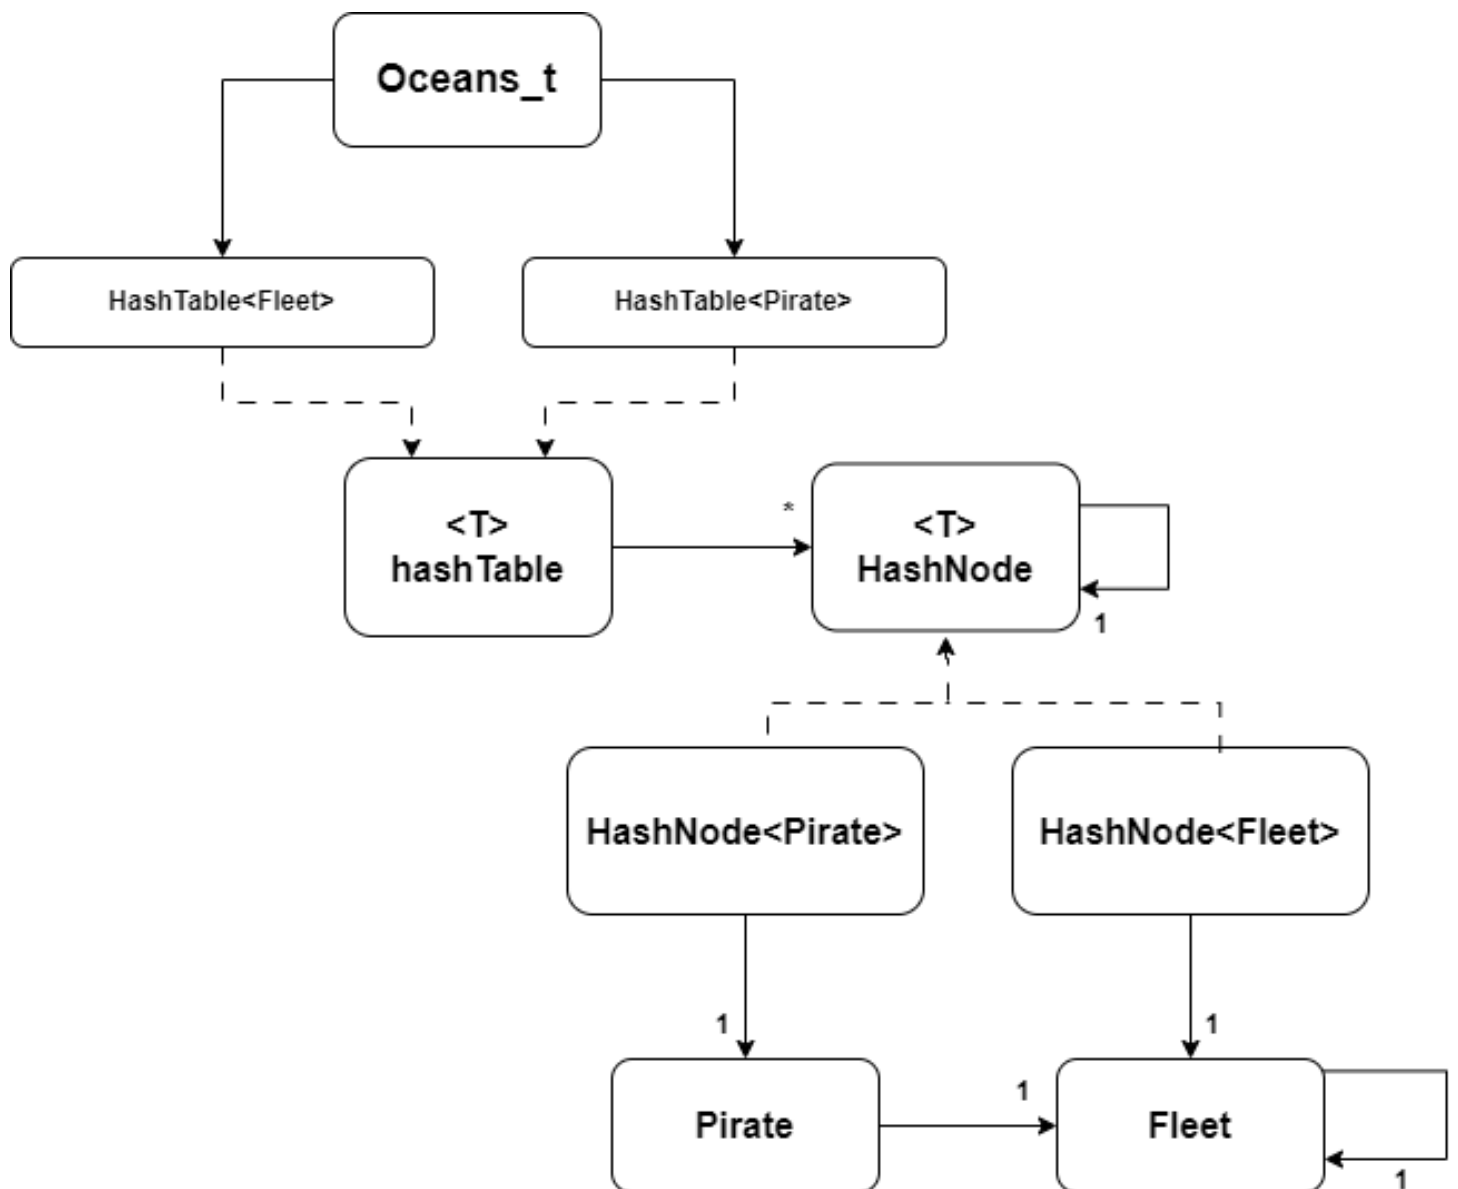 Oceans_t
HashTable<Fleet>
HashTable<Pirate>
<T>
hashTable
*
<T>
HashNode
1
HashNode<Pirate>
HashNode<Fleet>
1
1
Pirate
1
Fleet
1